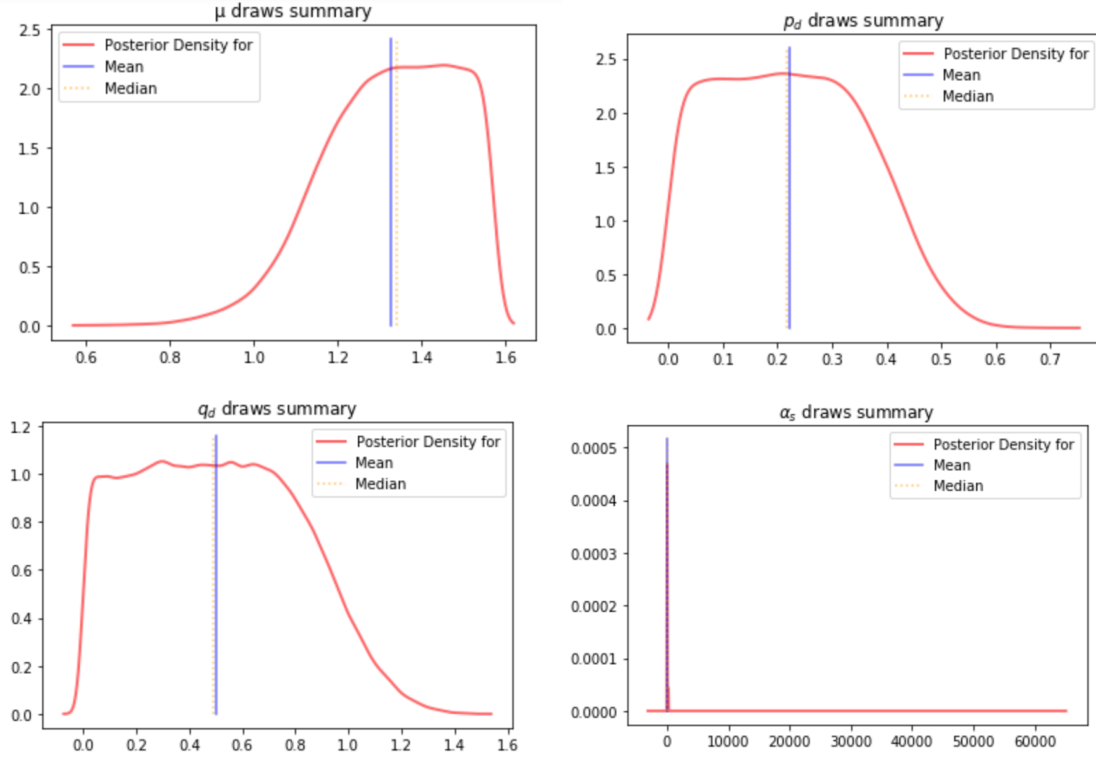 μ draws summary
2.5
2.0
1.5
1.0
0.5
0.0
0.6 0.8 1.0 1.2 1.4 1.6
Posterior Density for
Mean
Median
p_d draws summary
2.5
2.0
1.5
1.0
0.5
0.0
0.0 0.1 0.2 0.3 0.4 0.5 0.6 0.7
Posterior Density for
Mean
Median
q_d draws summary
1.2
1.0
0.8
0.6
0.4
0.2
0.0
0.0 0.2 0.4 0.6 0.8 1.0 1.2 1.4 1.6
Posterior Density for
Mean
Median
α_s draws summary
0.0005
0.0004
0.0003
0.0002
0.0001
0.0000
0 10000 20000 30000 40000 50000 60000
Posterior Density for
Mean
Median